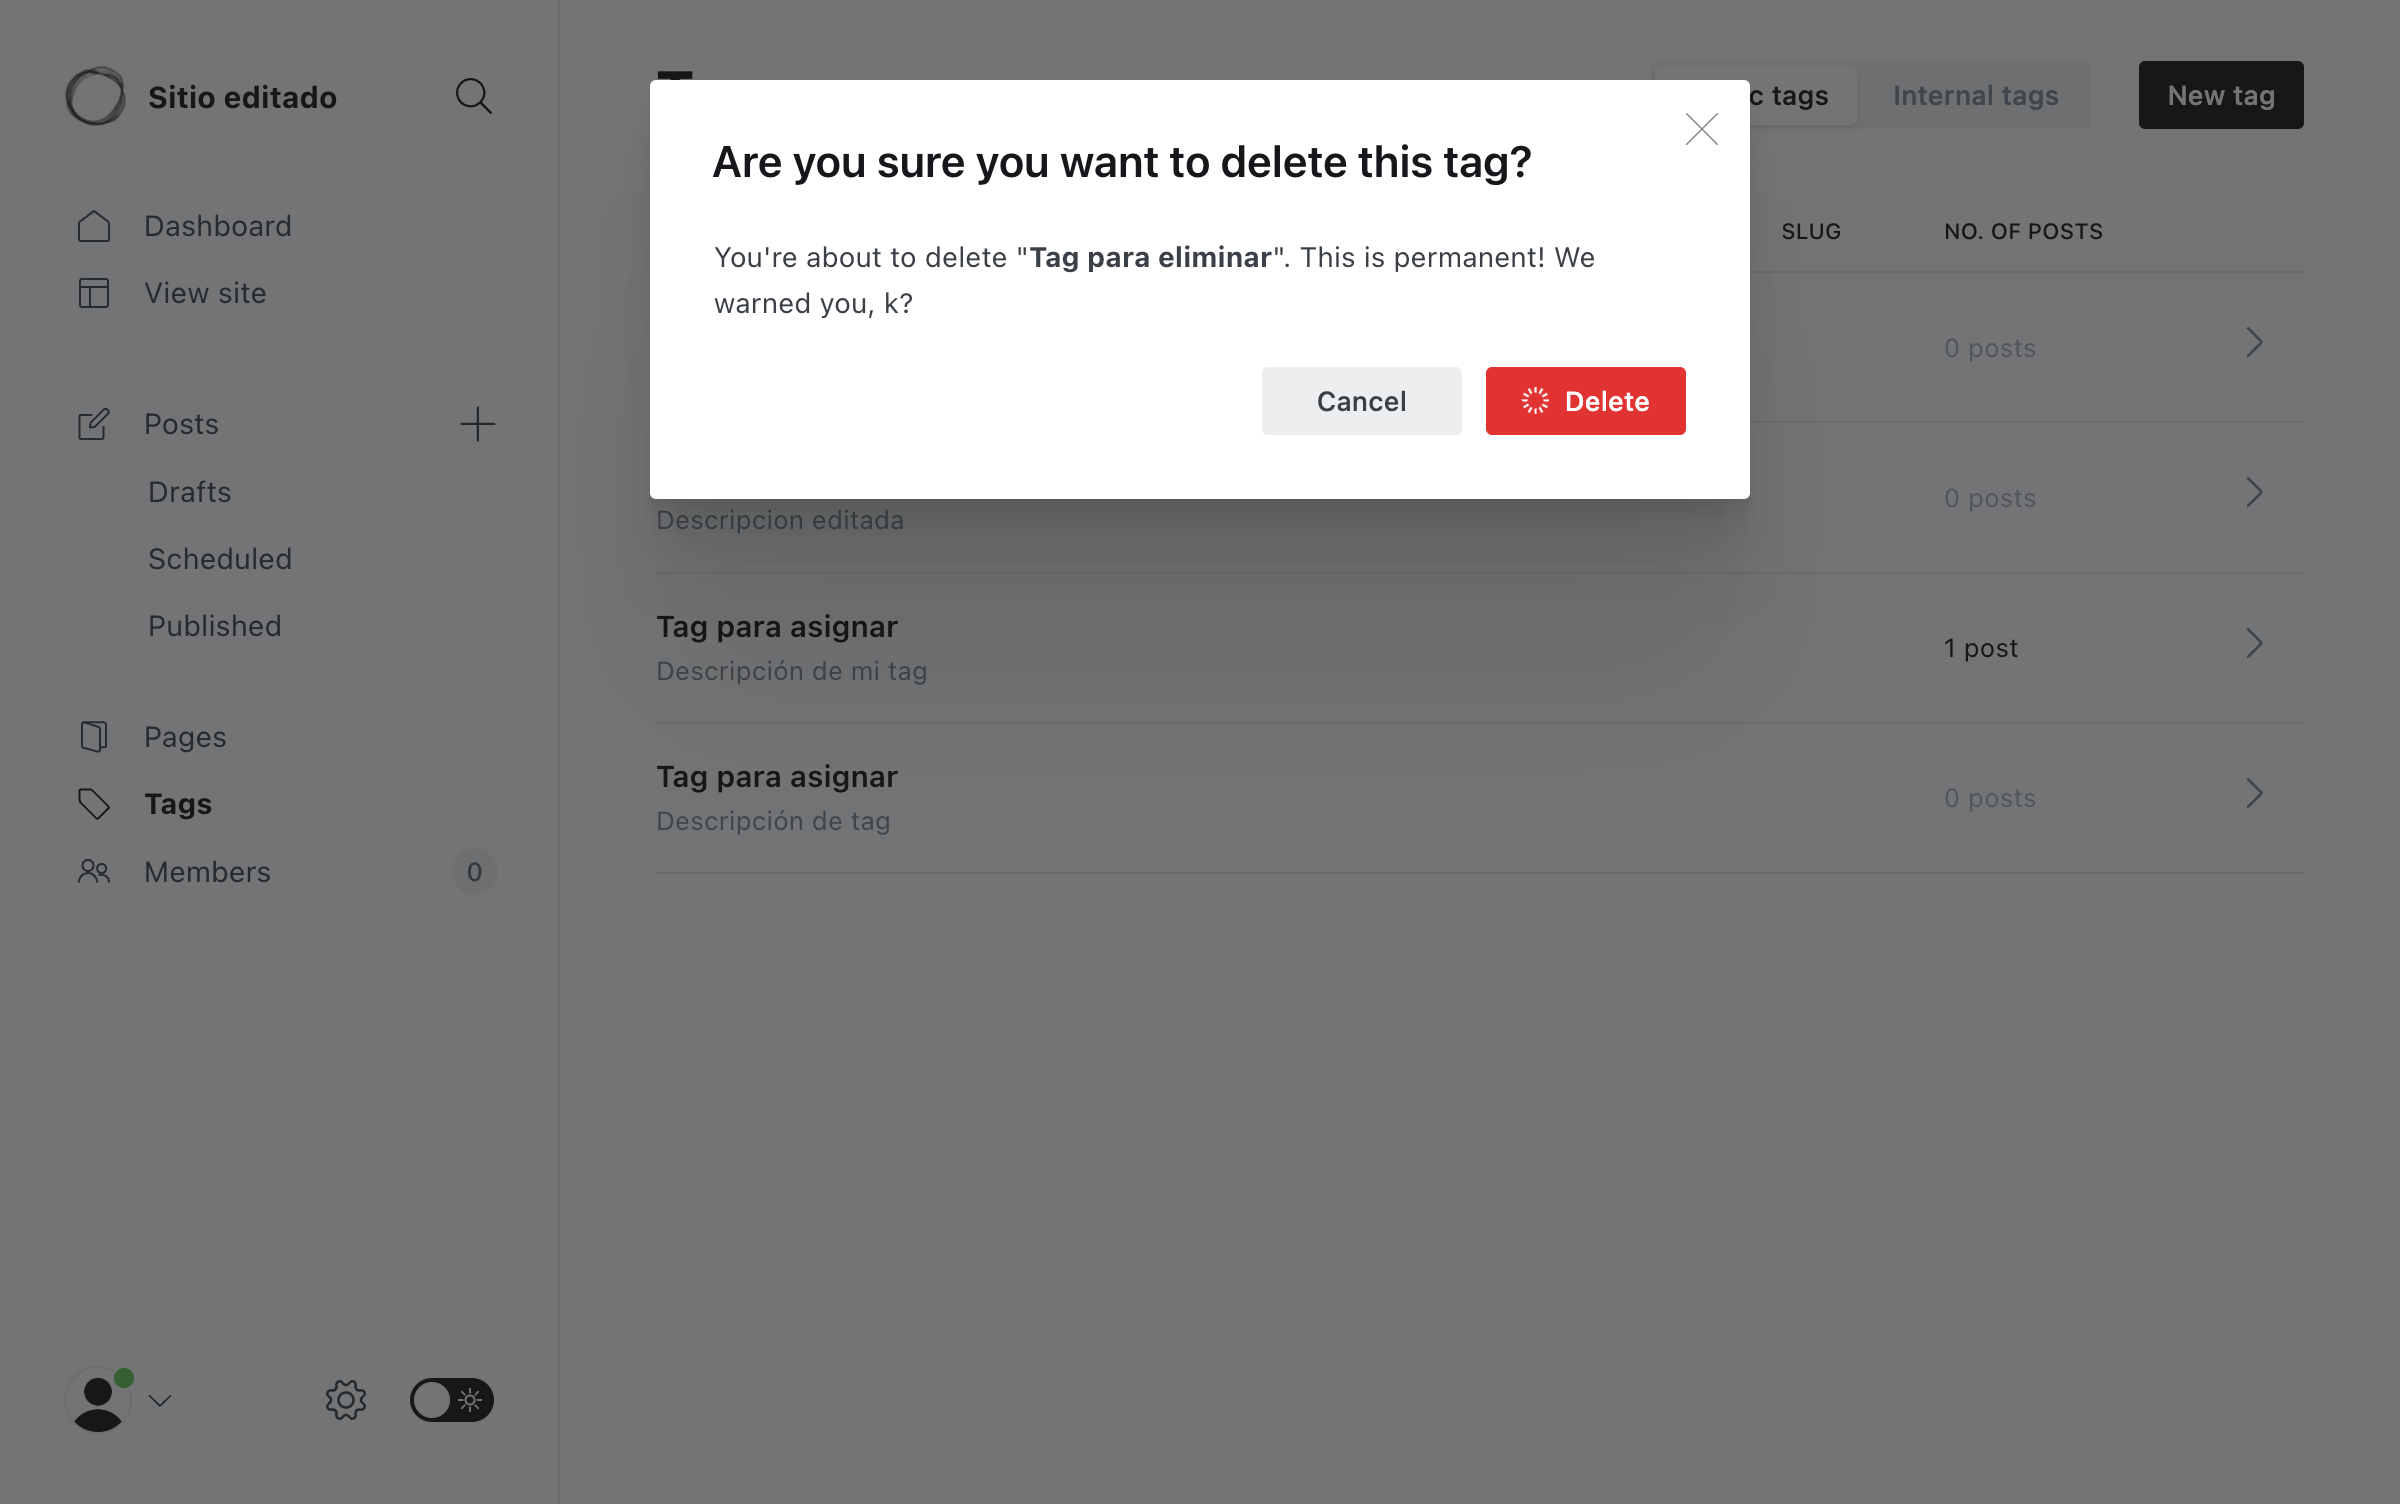 Sitio editado
Dashboard
View site
Posts
Drafts
Scheduled
Published
Pages
Tags
Members
0
c tags
Internal tags
New tag
Are you sure you want to delete this tag?
You're about to delete "Tag para eliminar". This is permanent! We
warned you, k?
Cancel
Delete
SLUG
NO. OF POSTS
0 posts
Descripcion editada
0 posts
Tag para asignar
Descripción de mi tag
1 post
Tag para asignar
Descripción de tag
0 posts